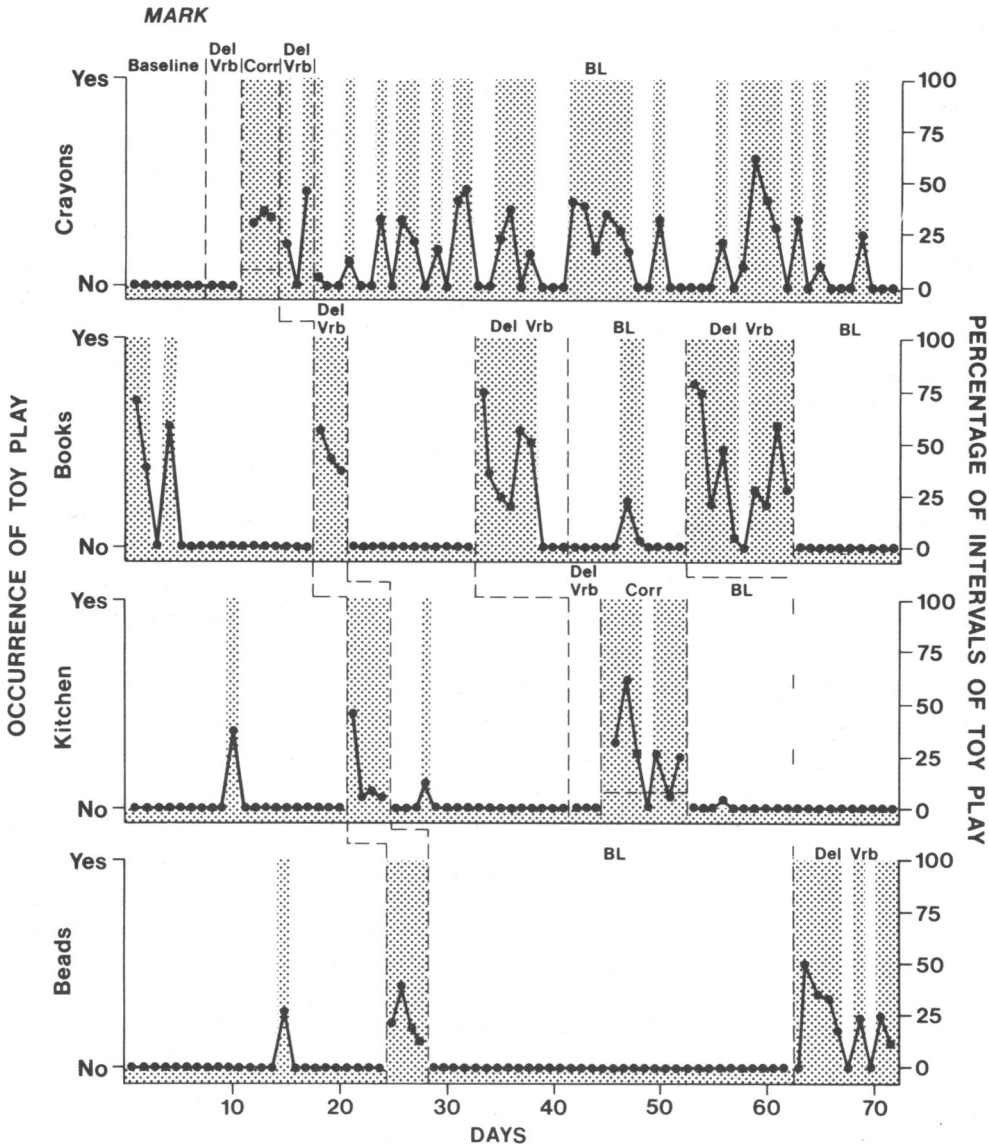 MARK
Baseline
Del
Vrb
Corr
Del
Vrb
BL
Yes
No
Crayons
100
75
50
25
0
Del
Vrb
Del Vrb
BL
Del Vrb
BL
Yes
No
Books
100
75
50
25
0
Del
Vrb
Corr
BL
Yes
No
Kitchen
100
75
50
25
0
BL
Del Vrb
Yes
No
Beads
100
75
50
25
0
10 20 30 40 50 60 70
DAYS
OCCURRENCE OF TOY PLAY
PERCENTAGE OF INTERVALS OF TOY PLAY